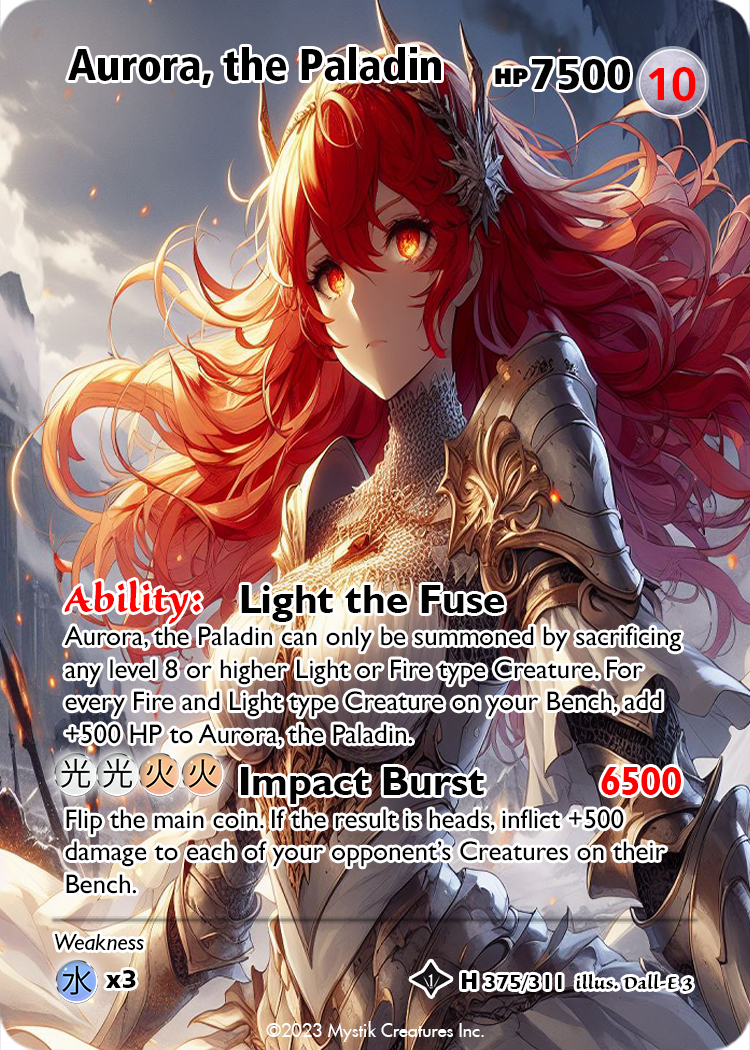 Aurora, the Paladin HP7500 10
Ability: Light the Fuse
Aurora, the Paladin can only be summoned by sacrificing
any level 8 or higher Light or Fire type Creature. For
every Fire and Light type Creature on your Bench, add
+500 HP to Aurora, the Paladin.
光 光 火 火 Impact Burst 6500
Flip the main coin. If the result is heads, inflict +500
damage to each of your opponent's Creatures on their
Bench.
Weakness
水 x3 1 H 375/311 illus. Dall-E 3
©2023 Mystik Creatures Inc.